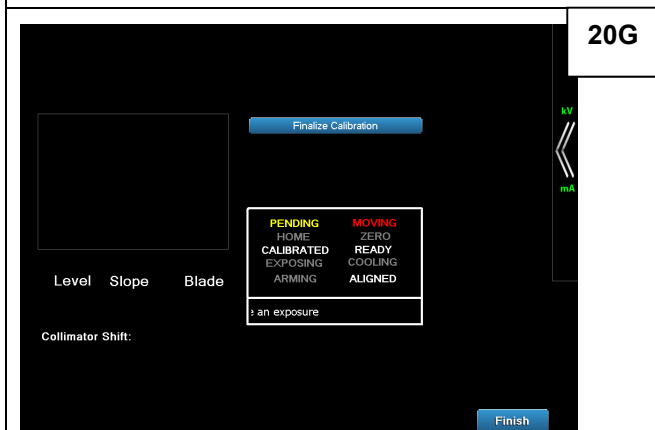 20G
kV
Finalize Calibration
mA
PENDING MOVING
HOME ZERO
CALIBRATED READY
EXPOSING COOLING
ARMING ALIGNED
Level Slope Blade
an exposure
Collimator Shift:
Finish